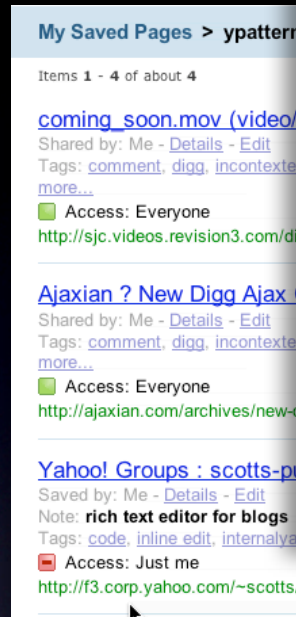 My Saved Pages > ypattern
Items 1 - 4 of about 4
coming_soon.mov (video/
Shared by: Me - Details - Edit
Tags: comment, digg, incontexte
more...
Access: Everyone
http://sjc.videos.revision3.com/di
Ajaxian ? New Digg Ajax
Shared by: Me - Details - Edit
Tags: comment, digg, incontexte
more...
Access: Everyone
http://ajaxian.com/archives/new-
Yahoo! Groups : scotts-pu
Saved by: Me - Details - Edit
Note: rich text editor for blogs
Tags: code, inline edit, internalya
Access: Just me
http://f3.corp.yahoo.com/~scotts